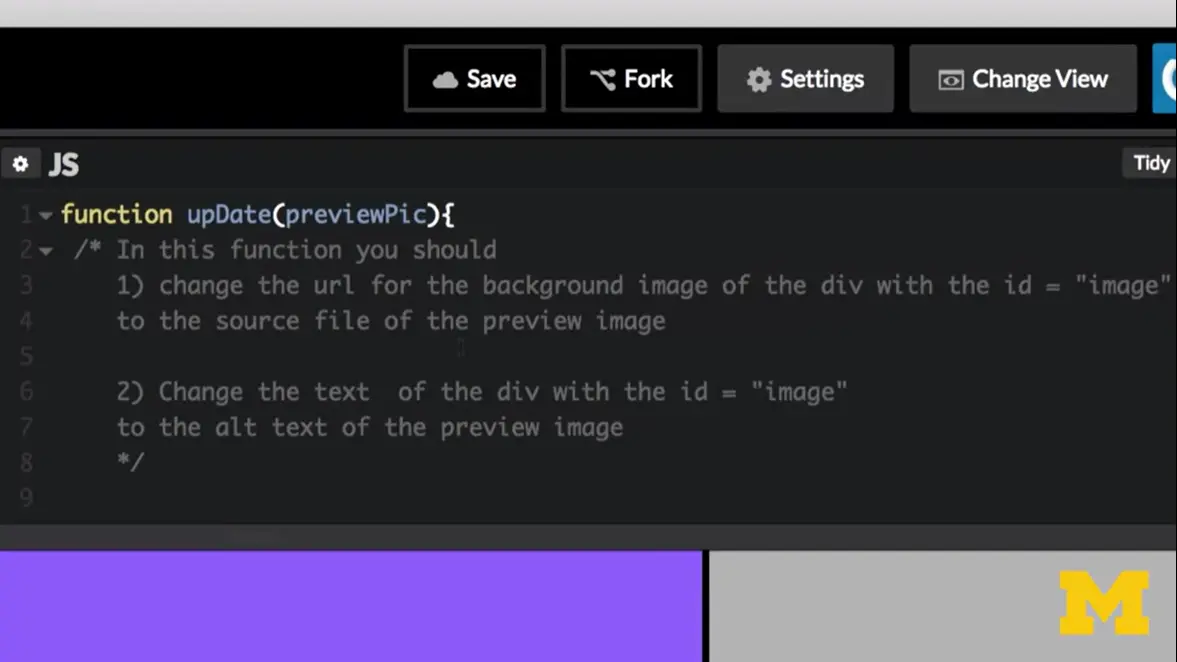 Save Fork Settings Change View
JS Tidy
1 function upDate(previewPic){
2 /* In this function you should
3 1) change the url for the background image of the div with the id = "image"
4 to the source file of the preview image
5
6 2) Change the text  of the div with the id = "image"
7 to the alt text of the preview image
8 */
9
M